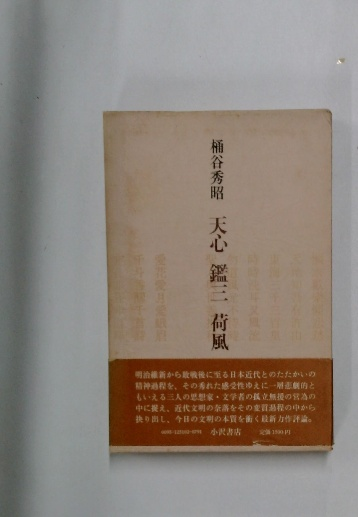 桶谷秀昭 天心 鑑三 荷風
明治維新から敗戦後に至る日本近代とのたたかいの
精神過程を、その秀れた感受性ゆえに一層悲劇的と
もいえる三人の思想家・文学者の孤立無援の営為の
中に捉え、近代文明の奈落をその変質過程の中から
抉り出し、今日の文明の本質を衝く最新力作評論。
小沢書店 定価 円